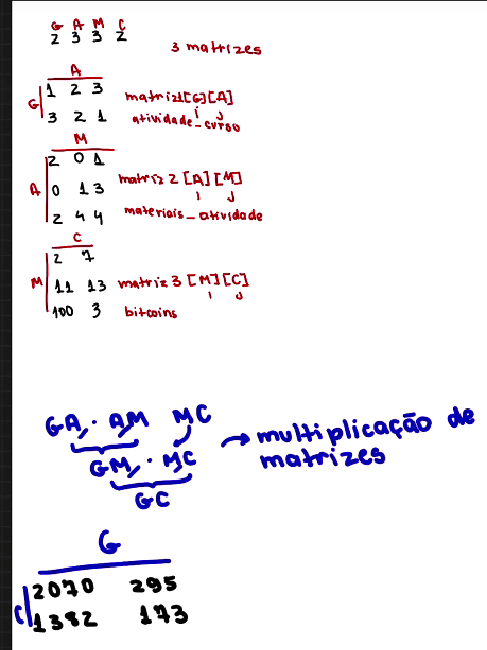 G A M C
2 3 3 2
3 matrizes
A
G
1 2 3
3 2 1
matriz1[G][A]
i j
atividade_curso
M
A
2 0 1
0 1 3
2 4 4
matriz 2 [A][M]
i j
materiais_atividade
C
M
2 7
11 13
100 3
matriz 3 [M][C]
i j
bitcoins
GA . AM MC
GM . MC
GC
multiplicação de
matrizes
G
C
2070 295
1382 173